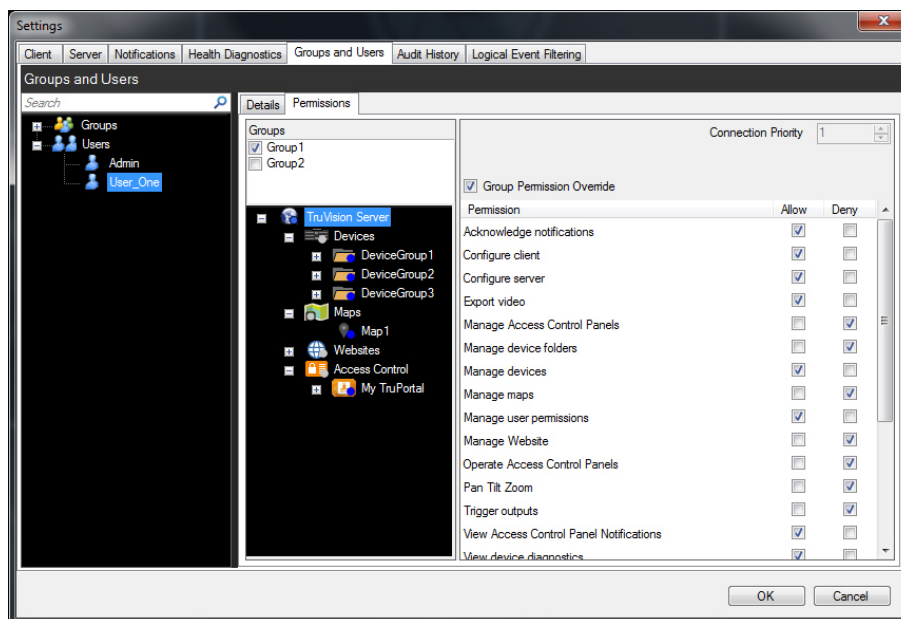 Settings
Client Server Notifications Health Diagnostics Groups and Users Audit History Logical Event Filtering
Groups and Users
Search
Groups
Users
Admin
User_One
Details Permissions
Groups
Group1
Group2
TruVision Server
Devices
DeviceGroup1
DeviceGroup2
DeviceGroup3
Maps
Map1
Websites
Access Control
My TruPortal
Connection Priority 1
Group Permission Override
Permission Allow Deny
Acknowledge notifications
Configure client
Configure server
Export video
Manage Access Control Panels
Manage device folders
Manage devices
Manage maps
Manage user permissions
Manage Website
Operate Access Control Panels
Pan Tilt Zoom
Trigger outputs
View Access Control Panel Notifications
View device diagnostics
OK Cancel